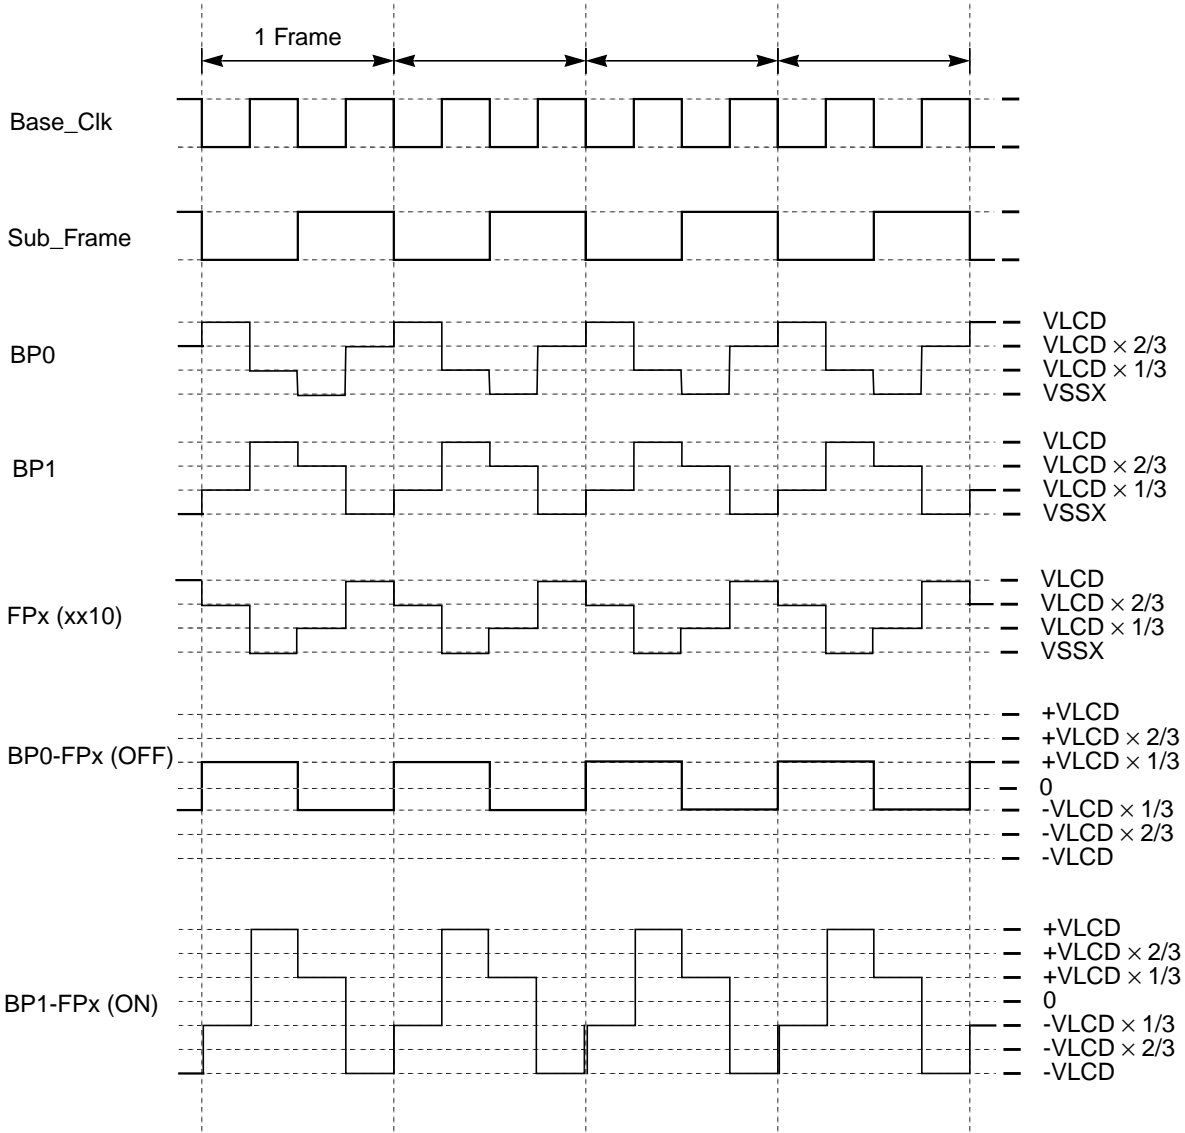 1 Frame
Base_Clk
Sub_Frame
BP0
VLCD
VLCD × 2/3
VLCD × 1/3
VSSX
BP1
VLCD
VLCD × 2/3
VLCD × 1/3
VSSX
FPx (xx10)
VLCD
VLCD × 2/3
VLCD × 1/3
VSSX
BP0-FPx (OFF)
+VLCD
+VLCD × 2/3
+VLCD × 1/3
0
-VLCD × 1/3
-VLCD × 2/3
-VLCD
BP1-FPx (ON)
+VLCD
+VLCD × 2/3
+VLCD × 1/3
0
-VLCD × 1/3
-VLCD × 2/3
-VLCD